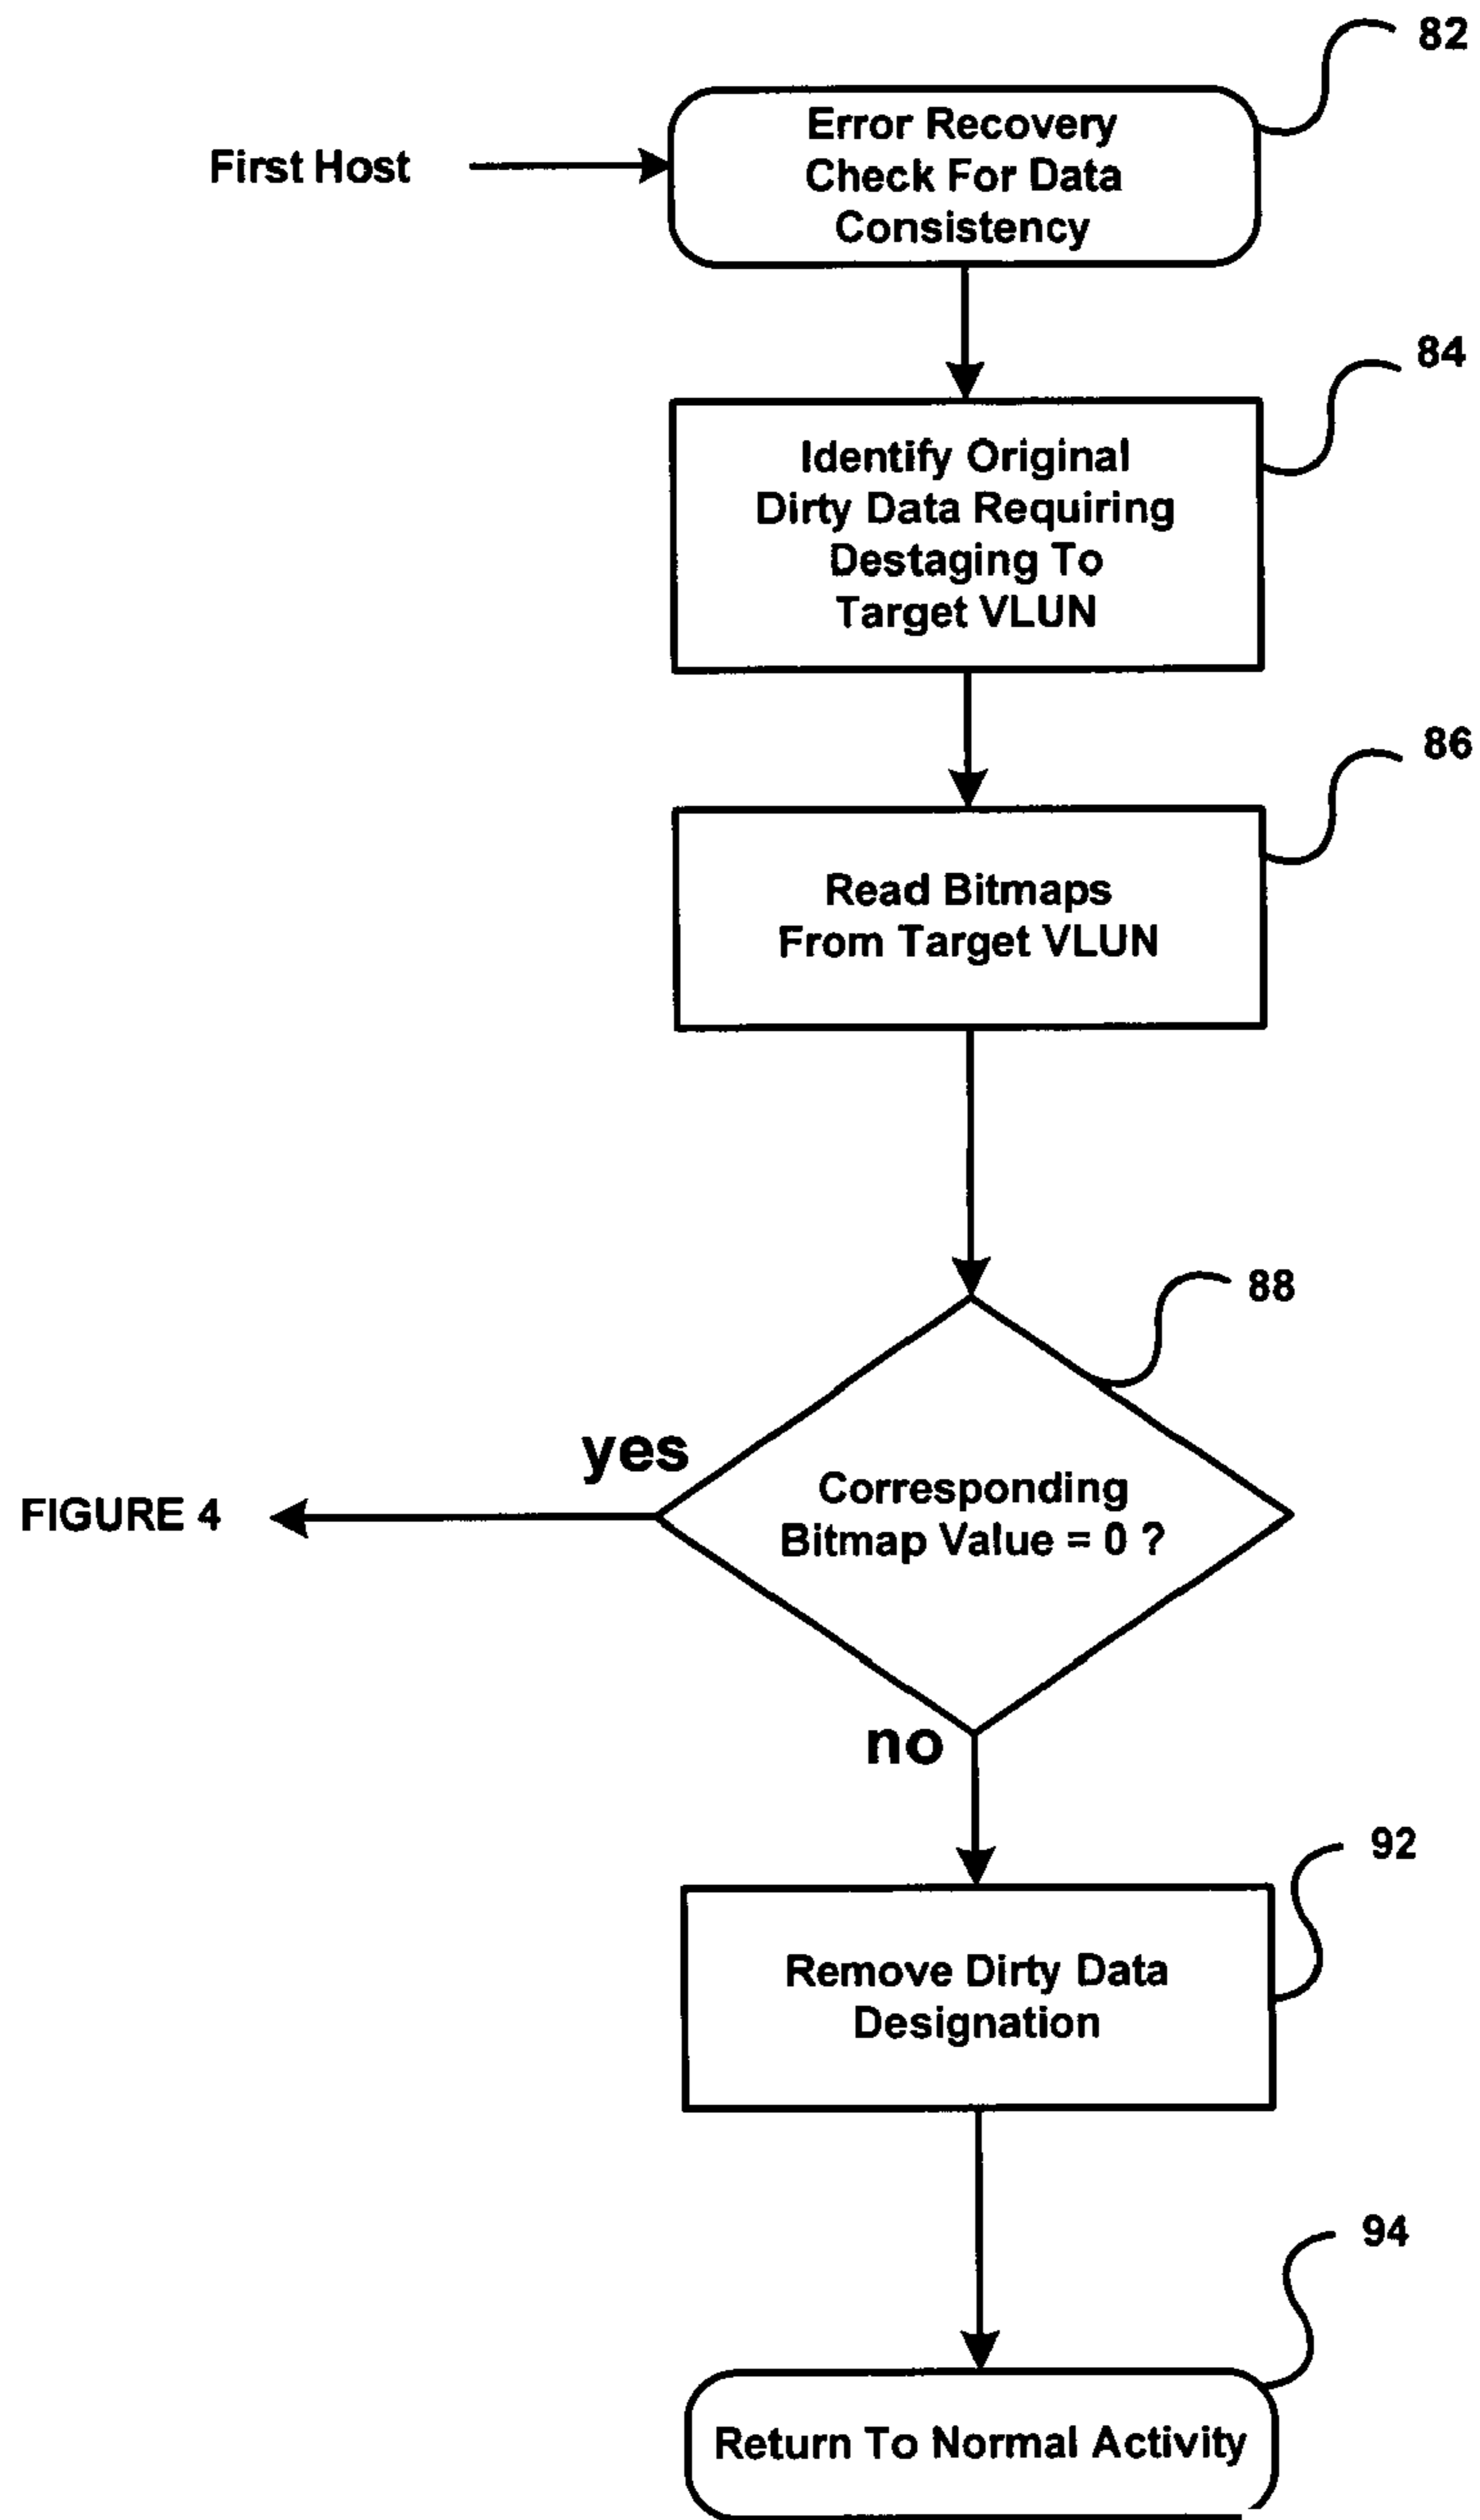 82
First Host
Error Recovery
Check For Data
Consistency
84
Identify Original
Dirty Data Requiring
Destaging To
Target VLUN
86
Read Bitmaps
From Target VLUN
88
yes
FIGURE 4
Corresponding
Bitmap Value = 0 ?
no
92
Remove Dirty Data
Designation
94
Return To Normal Activity